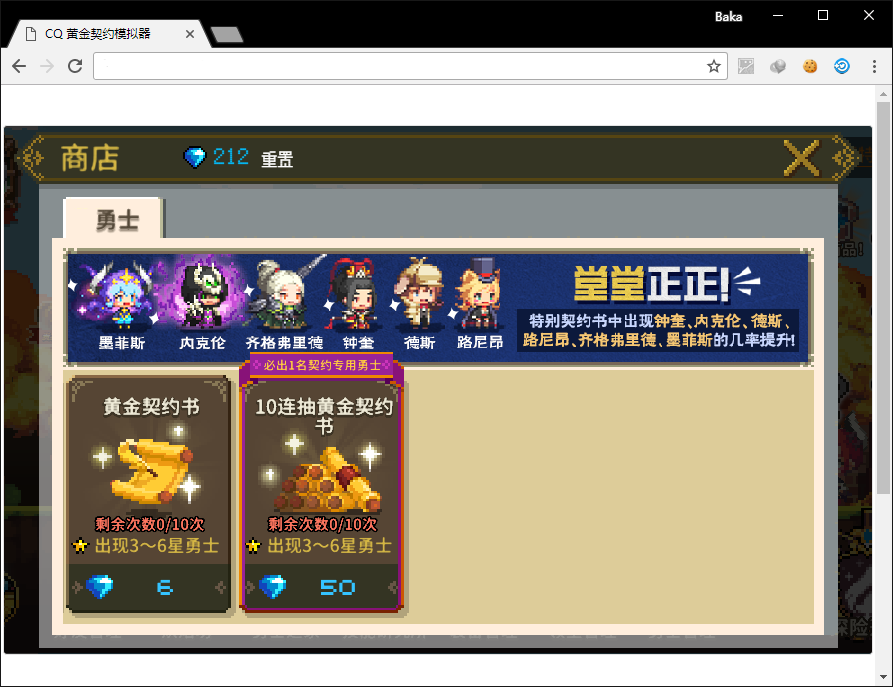 Baka
CQ 黄金契约模拟器
商店
212
重置
勇士
墨菲斯
内克伦
齐格弗里德
钟奎
德斯
路尼昂
堂堂正正!
特别契约书中出现钟奎、内克伦、德斯、
路尼昂、齐格弗里德、墨菲斯的几率提升!
黄金契约书
剩余次数0/10次
出现3～6星勇士
6
必出1名契约专用勇士
10连抽黄金契约
书
剩余次数0/10次
出现3～6星勇士
50